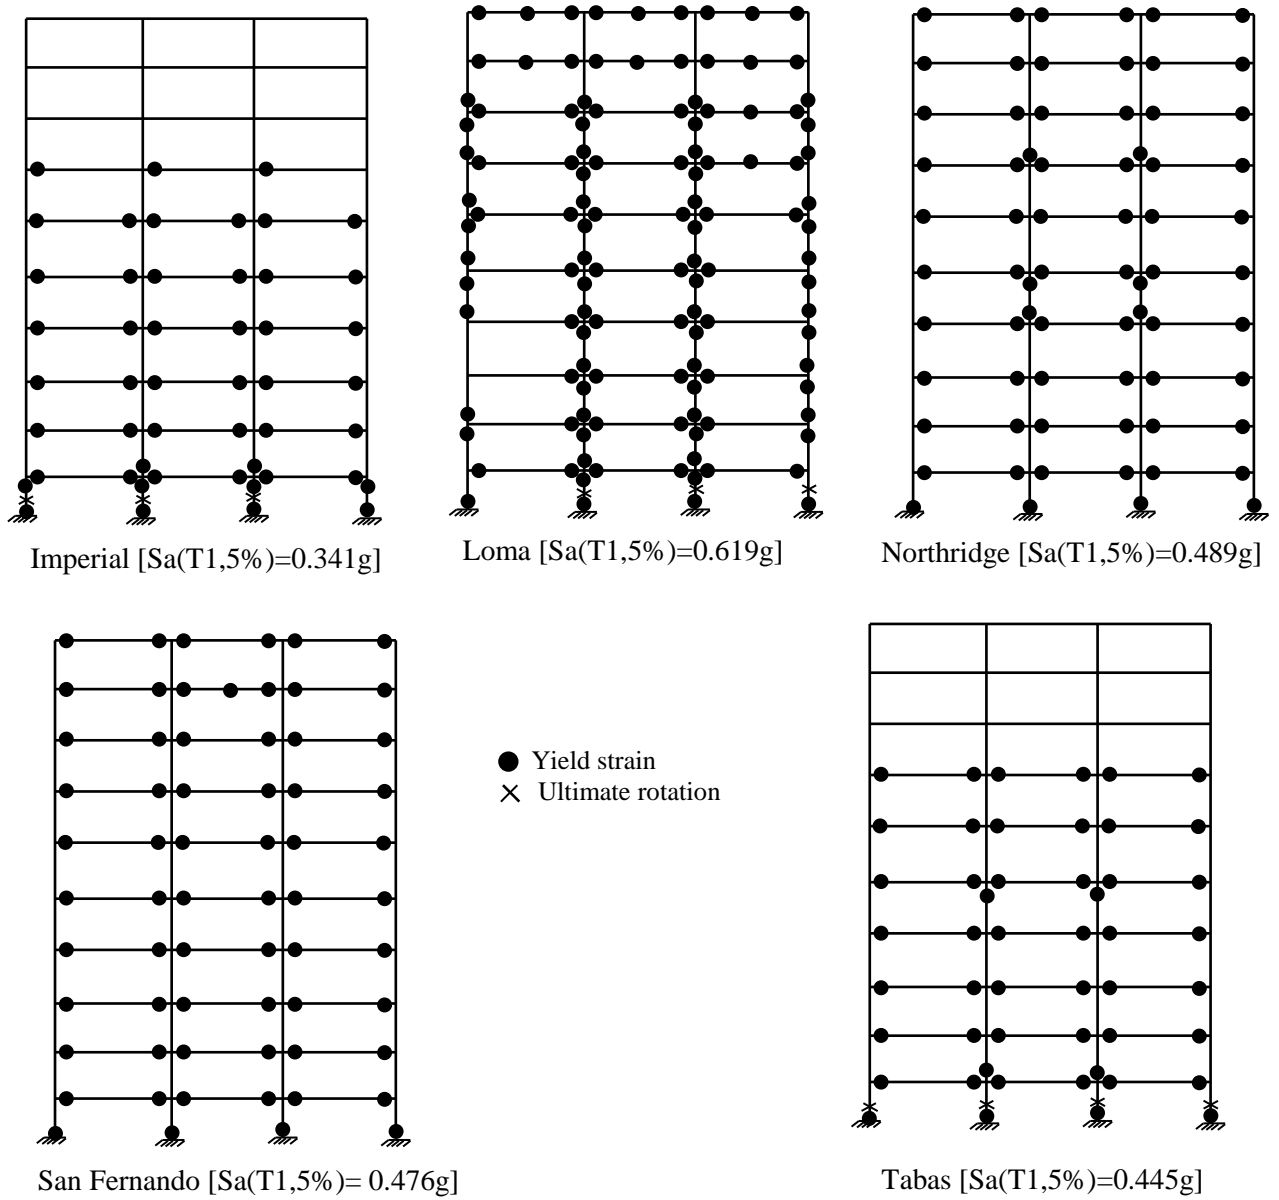 Imperial [Sa(T1,5%)=0.341g]
Loma [Sa(T1,5%)=0.619g]
Northridge [Sa(T1,5%)=0.489g]
Yield strain
Ultimate rotation
San Fernando [Sa(T1,5%)= 0.476g]
Tabas [Sa(T1,5%)=0.445g]